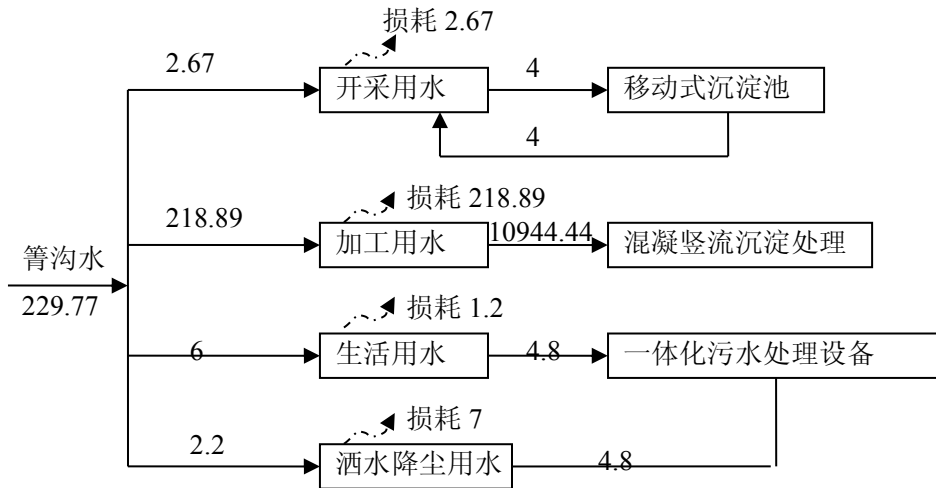 损耗 2.67
2.67
开采用水
4
移动式沉淀池
4
损耗 218.89
218.89
加工用水
10944.44
混凝竖流沉淀处理
箐沟水
229.77
损耗 1.2
6
生活用水
4.8
一体化污水处理设备
损耗 7
2.2
洒水降尘用水
4.8